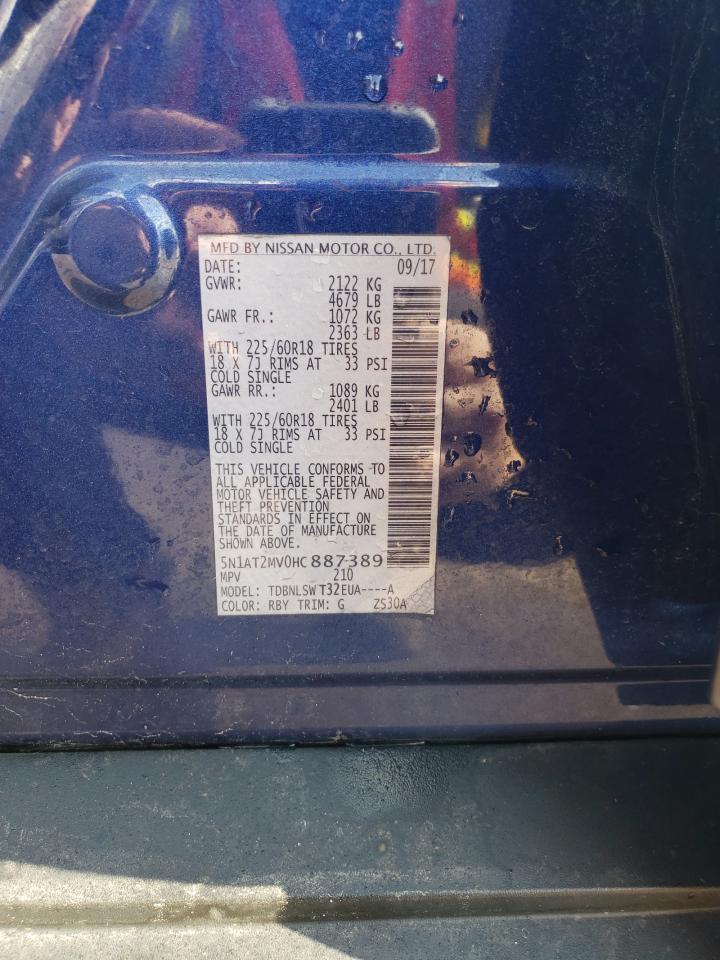 MFD BY NISSAN MOTOR CO., LTD.
DATE: 09/17
GVWR: 2122 KG
4679 LB
GAWR FR.: 1072 KG
2363 LB
WITH 225/60R18 TIRES
18 X 7J RIMS AT 33 PSI
COLD SINGLE
GAWR RR.: 1089 KG
2401 LB
WITH 225/60R18 TIRES
18 X 7J RIMS AT 33 PSI
COLD SINGLE
THIS VEHICLE CONFORMS TO
ALL APPLICABLE FEDERAL
MOTOR VEHICLE SAFETY AND
THEFT PREVENTION
STANDARDS IN EFFECT ON
THE DATE OF MANUFACTURE
SHOWN ABOVE.
5N1AT2MV0HC887389
MPV 210
MODEL: TDBNLSW T32EUA----A
COLOR: RBY TRIM: G ZS30A